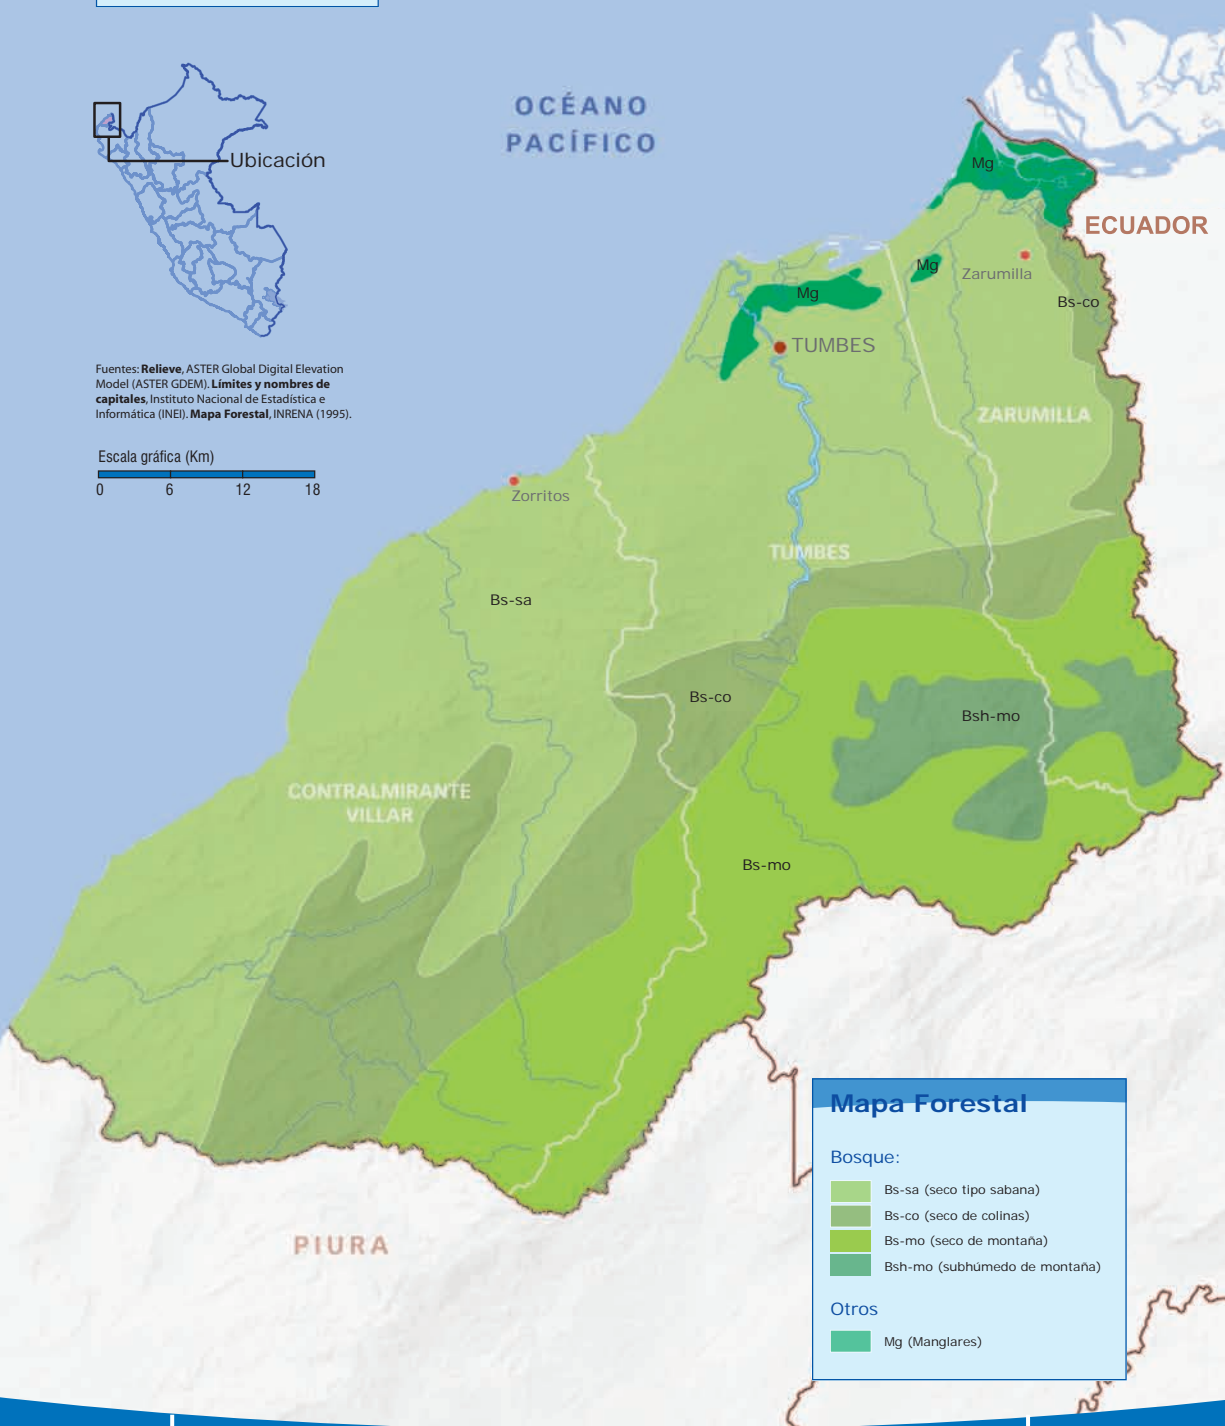 OCÉANO
PACÍFICO
Ubicación
Mg
ECUADOR
Mg
Zarumilla
Mg
Bs-co
TUMBES
Fuentes: Relieve, ASTER Global Digital Elevation
Model (ASTER GDEM). Límites y nombres de
capitales, Instituto Nacional de Estadística e
Informática (INEI). Mapa Forestal, INRENA (1995).
ZARUMILLA
Escala gráfica (Km)
0 6 12 18
Zorritos
TUMBES
Bs-sa
Bs-co
Bsh-mo
CONTRALMIRANTE
VILLAR
Bs-mo
PIURA
Mapa Forestal
Bosque:
Bs-sa (seco tipo sabana)
Bs-co (seco de colinas)
Bs-mo (seco de montaña)
Bsh-mo (subhúmedo de montaña)
Otros
Mg (Manglares)